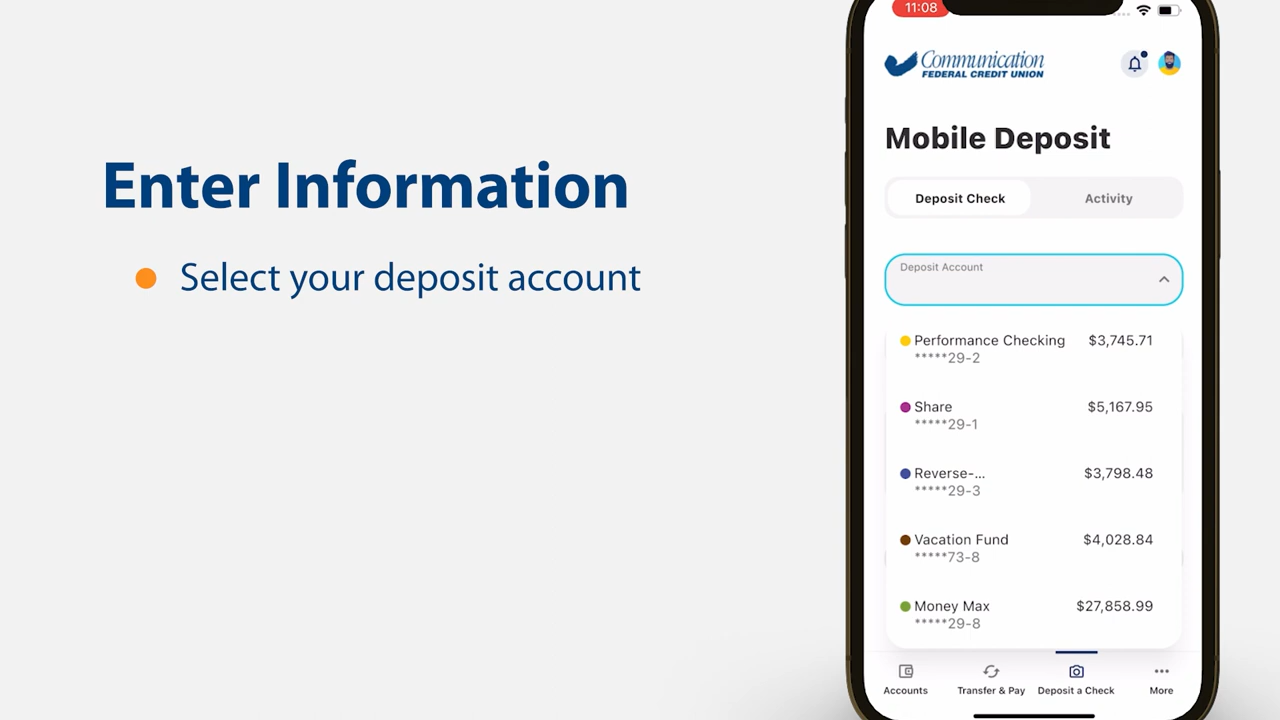 Enter Information
Select your deposit account
11:08
Communication
FEDERAL CREDIT UNION
Mobile Deposit
Deposit Check Activity
Deposit Account
Performance Checking $3,745.71
*****29-2
Share $5,167.95
*****29-1
Reverse-... $3,798.48
*****29-3
Vacation Fund $4,028.84
*****73-8
Money Max $27,858.99
*****29-8
Accounts Transfer & Pay Deposit a Check More